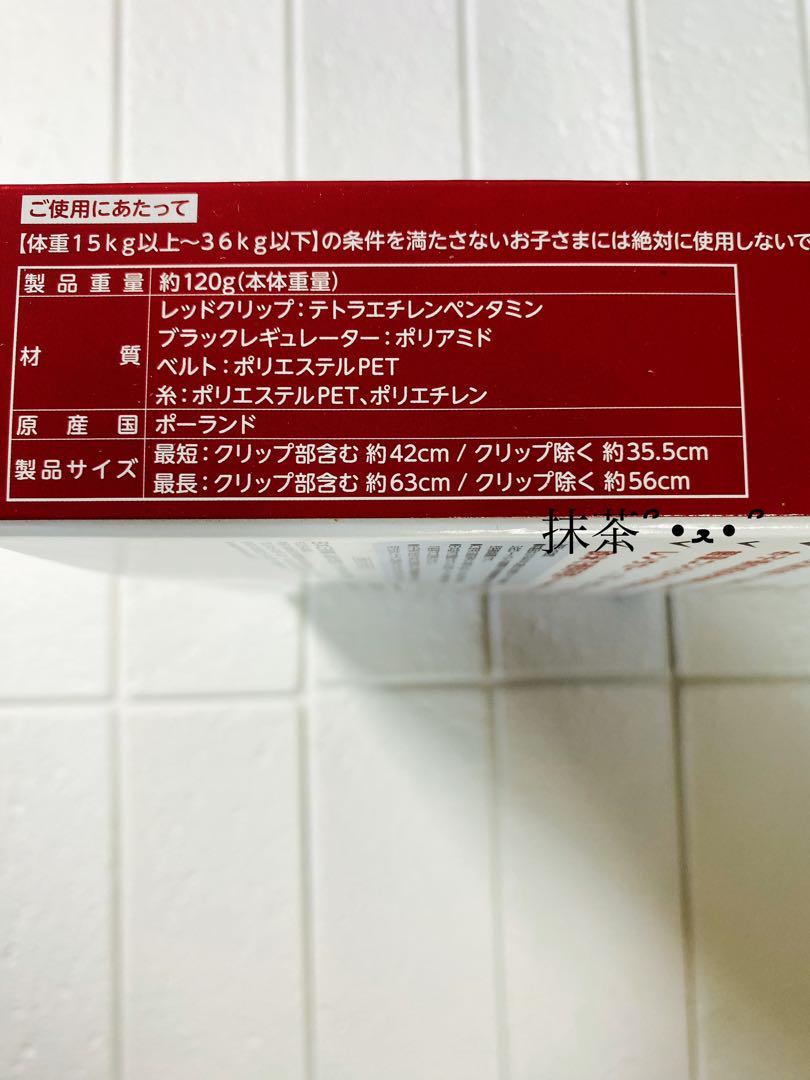 ご使用にあたって
【体重15kg以上～36kg以下】の条件を満たさないお子さまには絶対に使用しないで
製品重量 約120g(本体重量)
材質 レッドクリップ：テトラエチレンペンタミン
ブラックレギュレーター：ポリアミド
ベルト：ポリエステルPET
糸：ポリエステルPET、ポリエチレン
原産国 ポーランド
製品サイズ 最短：クリップ部含む 約42cm / クリップ除く 約35.5cm
最長：クリップ部含む 約63cm / クリップ除く 約56cm
抹茶